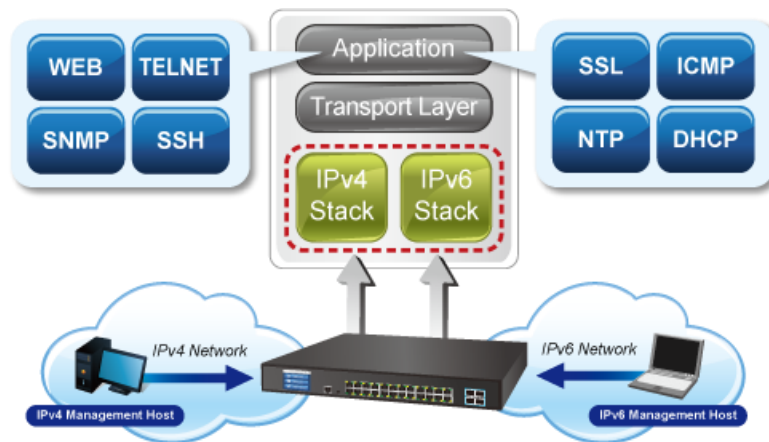 Application
WEB
TELNET
SNMP
SSH
SSL
ICMP
NTP
DHCP
Transport Layer
IPv4
Stack
IPv6
Stack
IPv4 Network
IPv6 Network
IPv4 Management Host
IPv6 Management Host